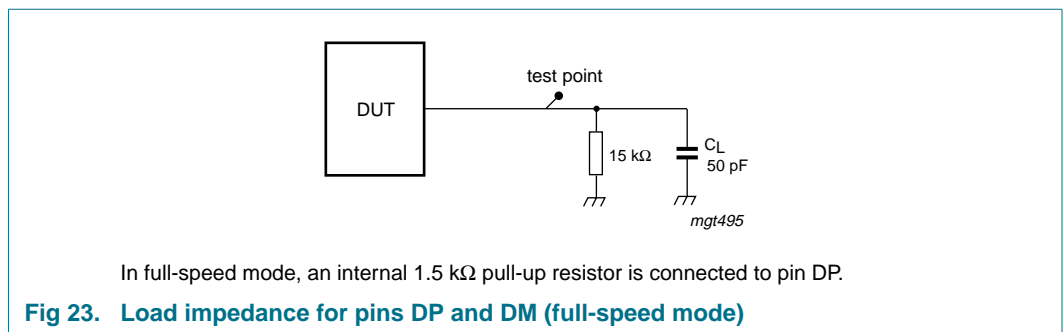 test point
DUT
15 kΩ
CL
50 pF
mgt495
In full-speed mode, an internal 1.5 kΩ pull-up resistor is connected to pin DP.
Fig 23. Load impedance for pins DP and DM (full-speed mode)